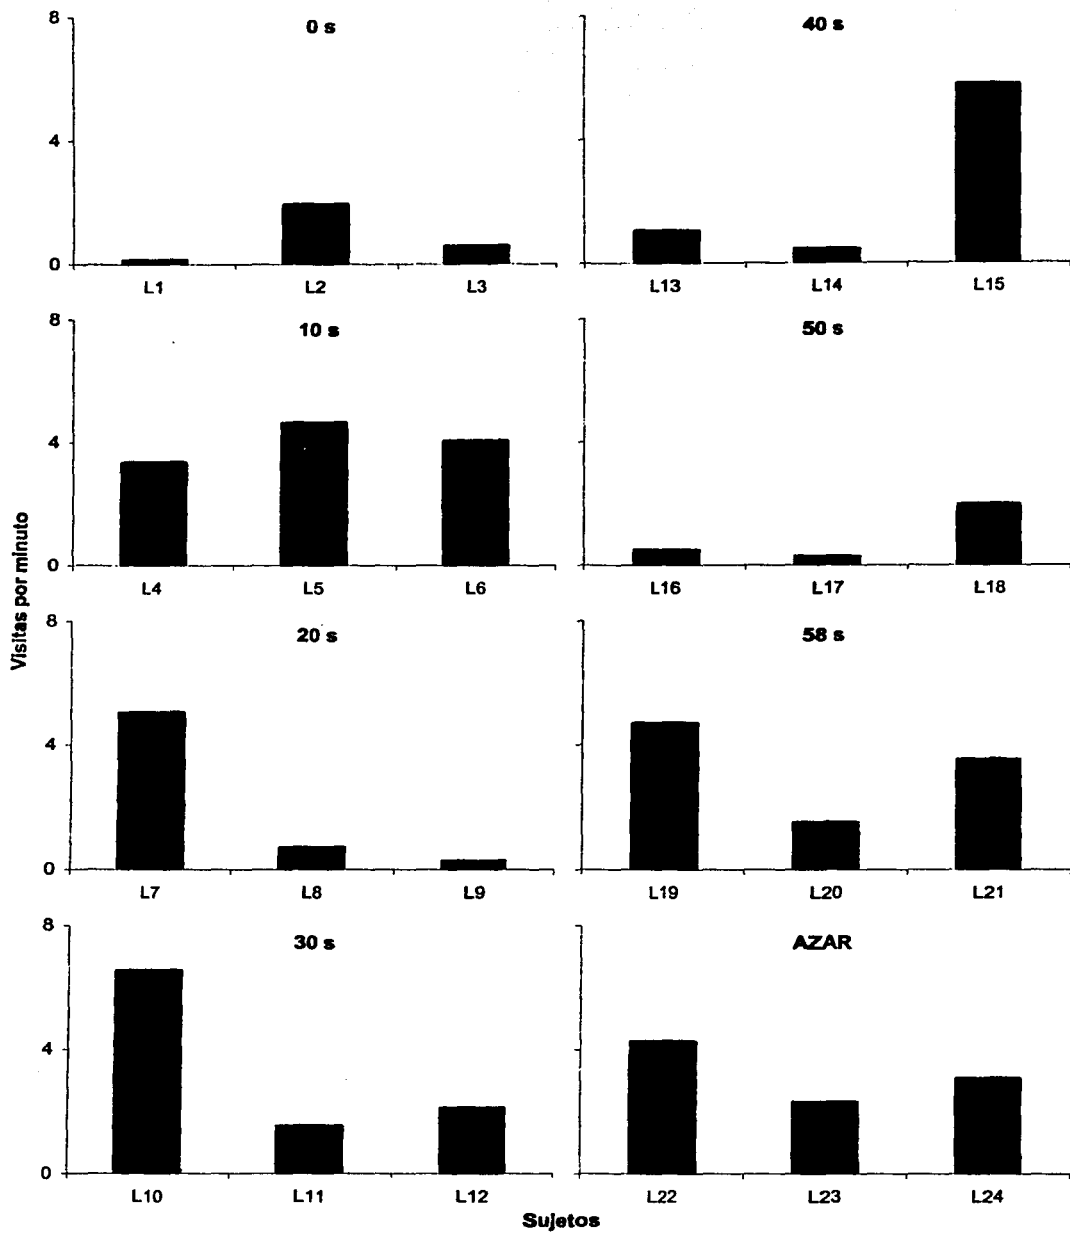 8
0 s
4
0
L1 L2 L3
40 s
L13 L14 L15
8
10 s
4
0
L4 L5 L6
50 s
L16 L17 L18
Visitas por minuto
8
20 s
4
0
L7 L8 L9
58 s
L19 L20 L21
8
30 s
4
0
L10 L11 L12
AZAR
L22 L23 L24
Sujetos